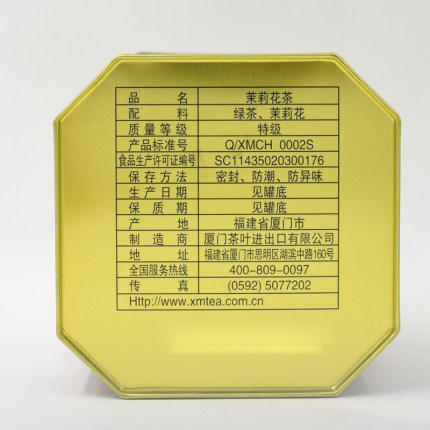 品 名 茉莉花茶
配 料 绿茶、茉莉花
质量等级 特级
产品标准号 Q/XMCH 0002S
食品生产许可证编号 SC11435020300176
保存方法 密封、防潮、防异味
生产日期 见罐底
保质期 见罐底
产 地 福建省厦门市
制造商 厦门茶叶进出口有限公司
地 址 福建省厦门市思明区湖滨中路160号
全国服务热线 400-809-0097
传 真 (0592) 5077202
Http://www.xmtea.com.cn